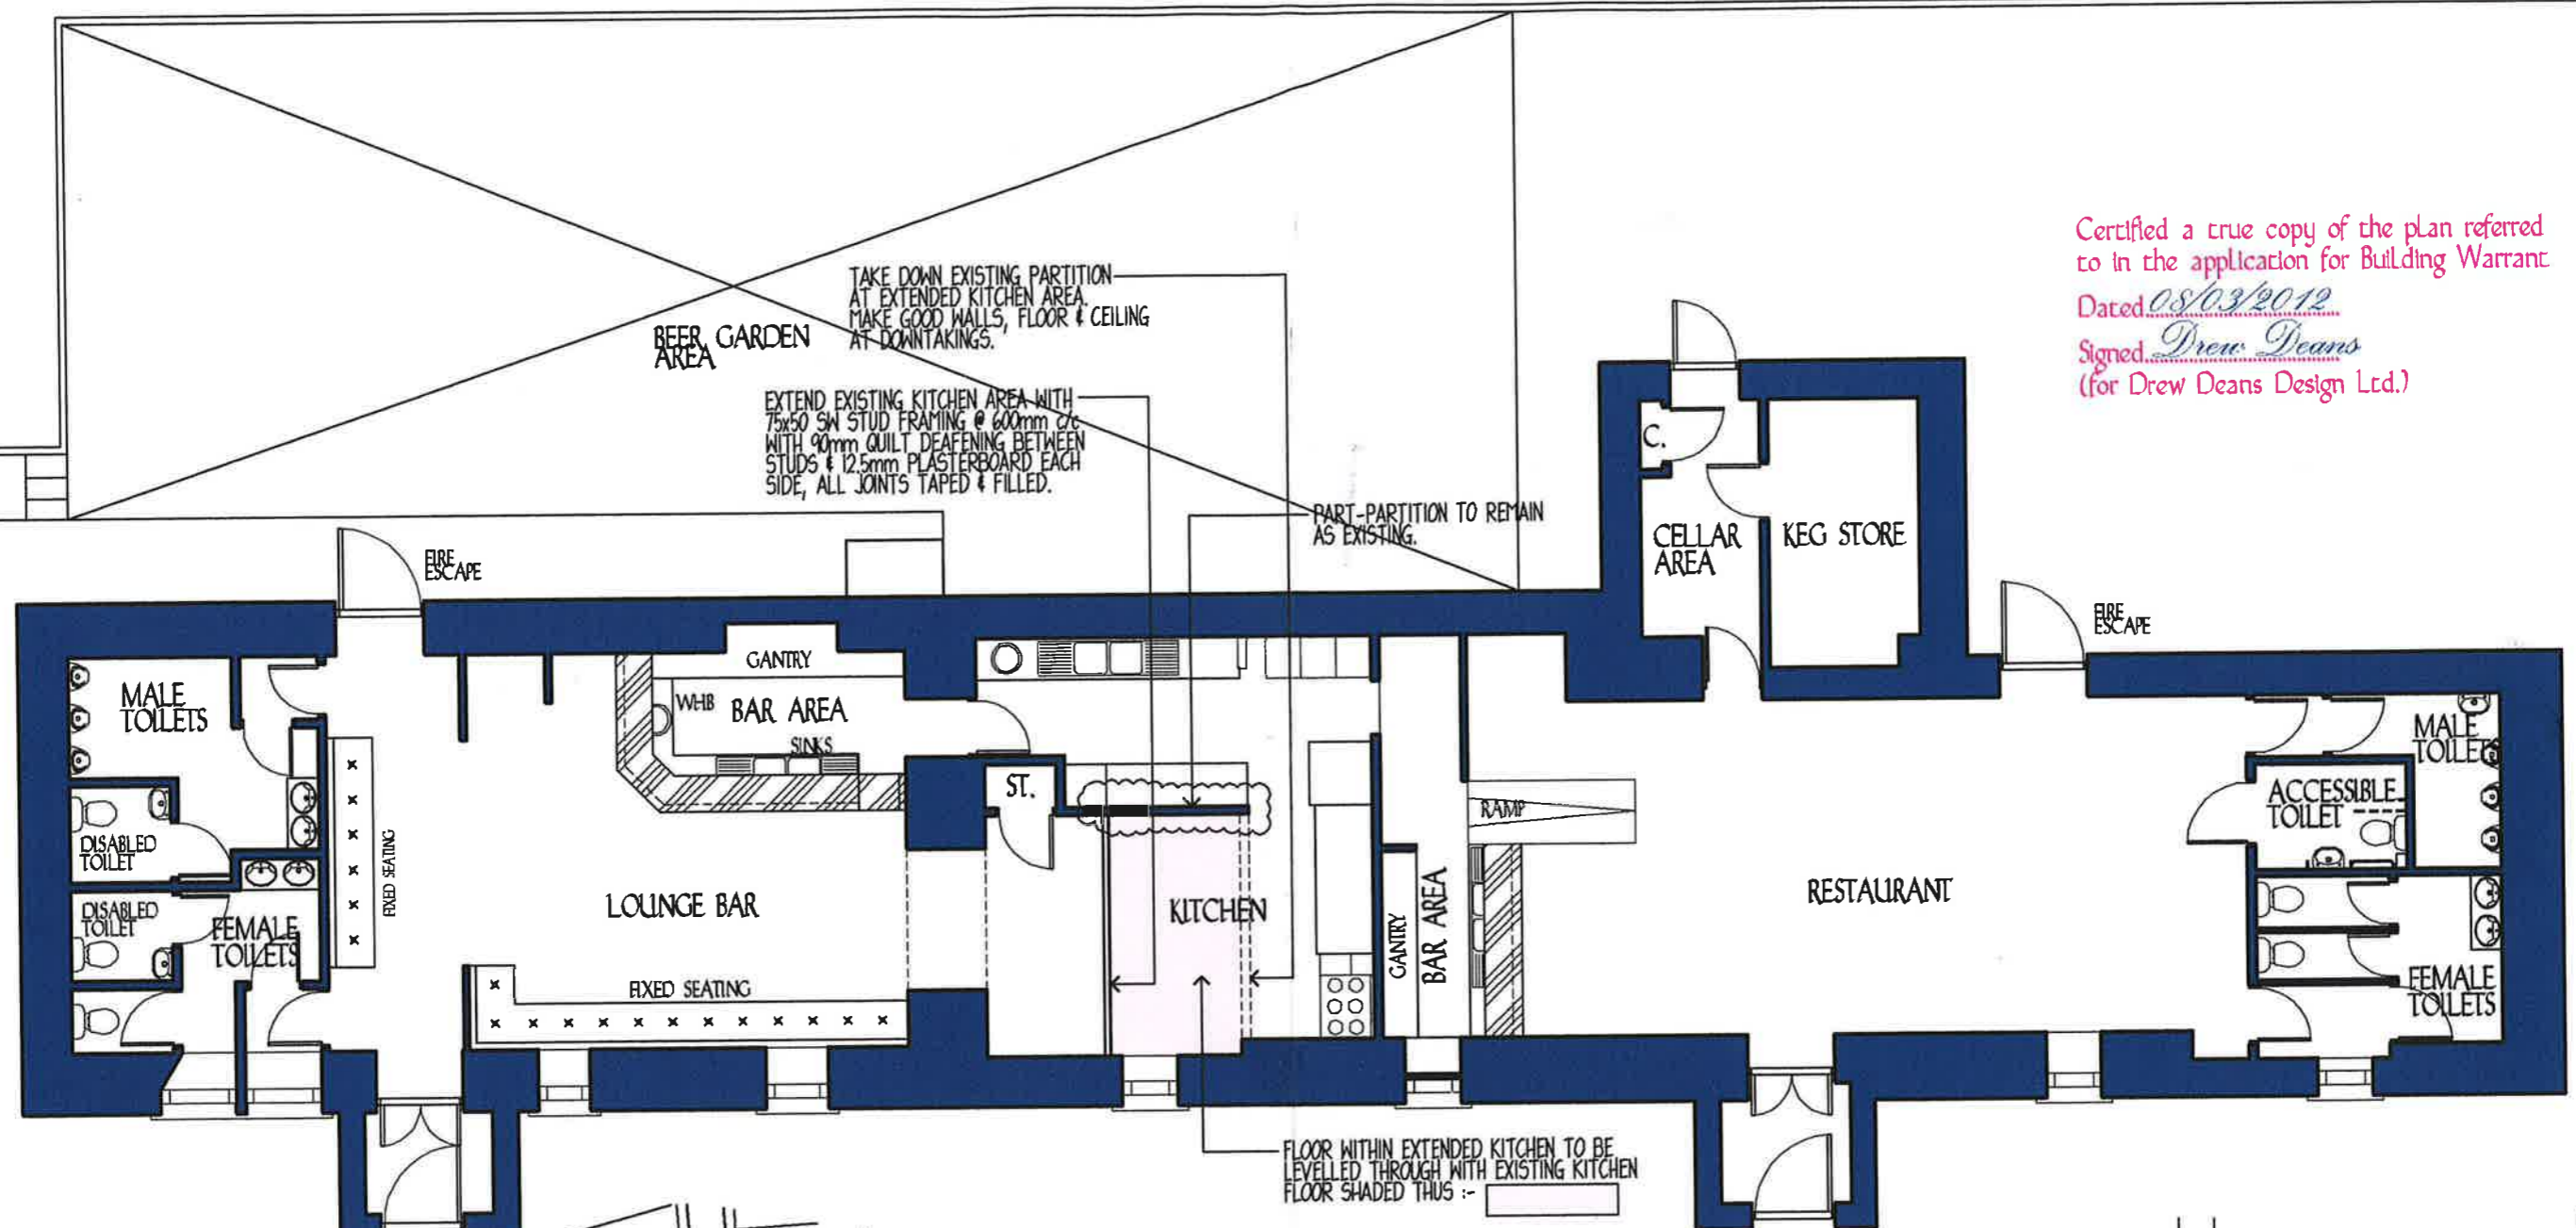 Certified a true copy of the plan referred
to in the application for Building Warrant
Dated 08/03/2012
Signed Drew Deans
(for Drew Deans Design Ltd.)
TAKE DOWN EXISTING PARTITION
AT EXTENDED KITCHEN AREA.
MAKE GOOD WALLS, FLOOR & CEILING
AT DOWNTAKINGS.
BEER GARDEN
AREA
EXTEND EXISTING KITCHEN AREA WITH
75x50 SW STUD FRAMING @ 600mm c/c
WITH 90mm QUILT DEAFENING BETWEEN
STUDS & 12.5mm PLASTERBOARD EACH
SIDE, ALL JOINTS TAPED & FILLED.
PART-PARTITION TO REMAIN
AS EXISTING.
C.
CELLAR
AREA
KEG STORE
FIRE
ESCAPE
FIRE
ESCAPE
MALE
TOILETS
GANTRY
WHB
BAR AREA
SINKS
ST.
DISABLED
TOILET
FIXED SEATING
DISABLED
TOILET
FEMALE
TOILETS
LOUNGE BAR
FIXED SEATING
KITCHEN
GANTRY
BAR AREA
RAMP
RESTAURANT
MALE
TOILETS
ACCESSIBLE
TOILET
FEMALE
TOILETS
FLOOR WITHIN EXTENDED KITCHEN TO BE
LEVELLED THROUGH WITH EXISTING KITCHEN
FLOOR SHADED THUS :-